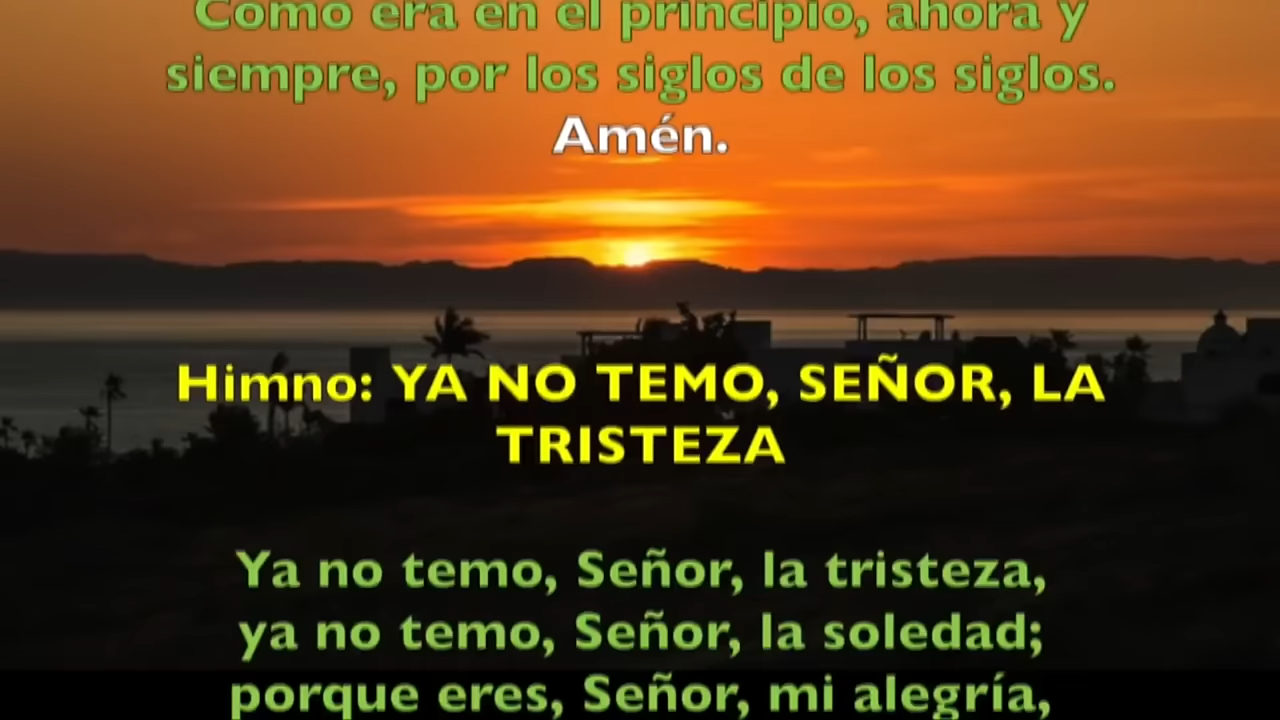 Como era en el principio, ahora y
siempre, por los siglos de los siglos.
Amén.
Himno: YA NO TEMO, SEÑOR, LA
TRISTEZA
Ya no temo, Señor, la tristeza,
ya no temo, Señor, la soledad;
porque eres, Señor, mi alegría,